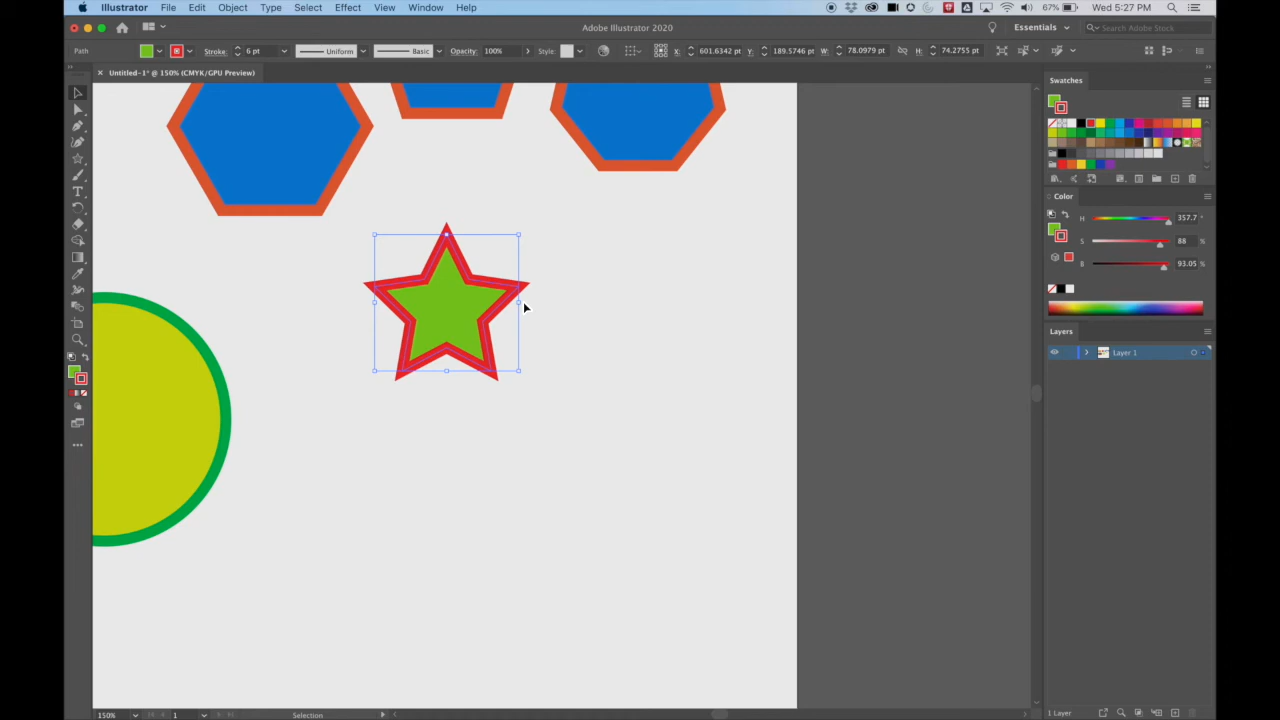 Illustrator File Edit Object Type Select Effect View Window Help 67% Wed 5:27 PM
Adobe Illustrator 2020 Essentials Search Adobe Stock
Path Stroke: 6 pt Uniform Basic Opacity: 100% Style: X: 601.6342 pt Y: 189.5746 pt W: 78.0979 pt H: 74.2755 pt
Untitled-1* @ 150% (CMYK/GPU Preview)
Swatches
Color
H 357.7 °
S 88 %
B 93.05 %
Layers
Layer 1
150% 1 Selection 1 Layer